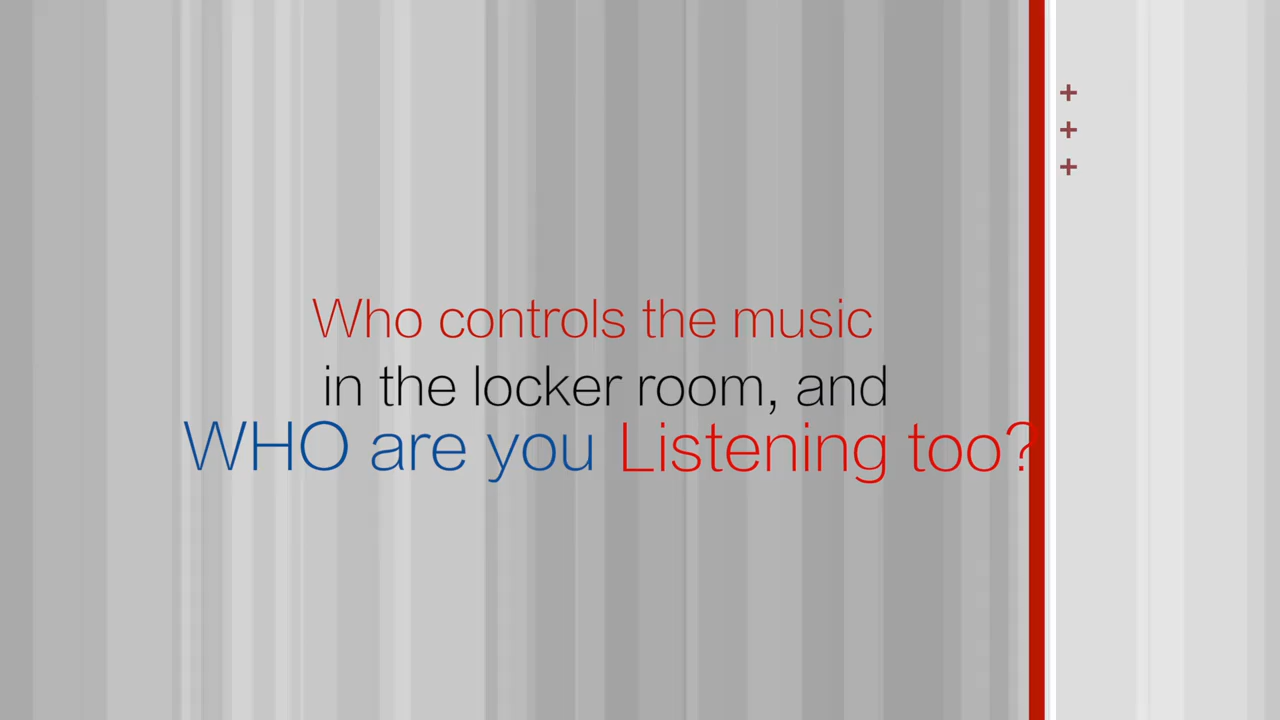 +
+
+
Who controls the music
in the locker room, and
WHO are you Listening too?